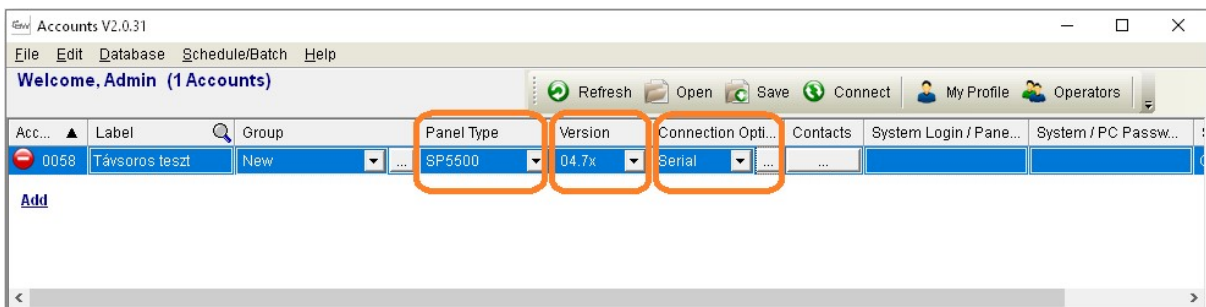 Accounts V2.0.31
File Edit Database Schedule/Batch Help
Welcome, Admin (1 Accounts) Refresh Open Save Connect My Profile Operators
Acc... Label Group Panel Type Version Connection Opti... Contacts System Login / Pane... System / PC Passw...
0058 Távsoros teszt New ... SP5500 04.7x Serial ... ...
Add